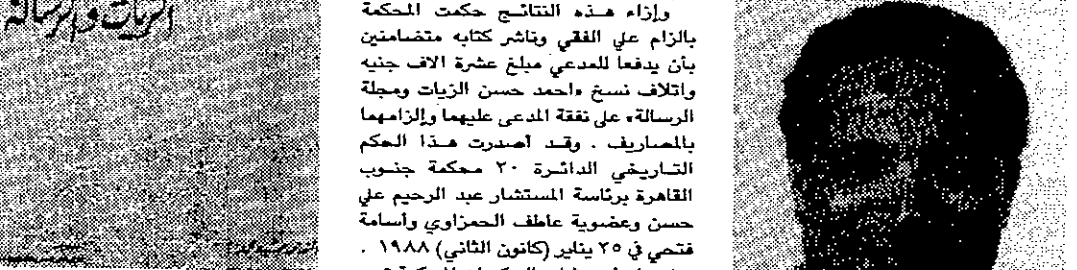 الزيات والرسالة
وإزاء هذه النتائج حكمت المحكمة
بالزام علي الفقي وناشر كتابه متضامنين
بأن يدفعا للمدعي مبلغ عشرة الاف جنيه
واتلاف نسخ «احمد حسن الزيات ومجلة
الرسالة» على نفقة المدعى عليهما وإلزامهما
بالمصاريف . وقد أصدرت هذا الحكم
التاريخي الدائرة ٢٠ محكمة جنوب
القاهرة برئاسة المستشار عبد الرحيم علي
حسن وعضوية عاطف الحمزاوي وأسامة
فتحي في ٢٥ يناير (كانون الثاني) ١٩٨٨ .